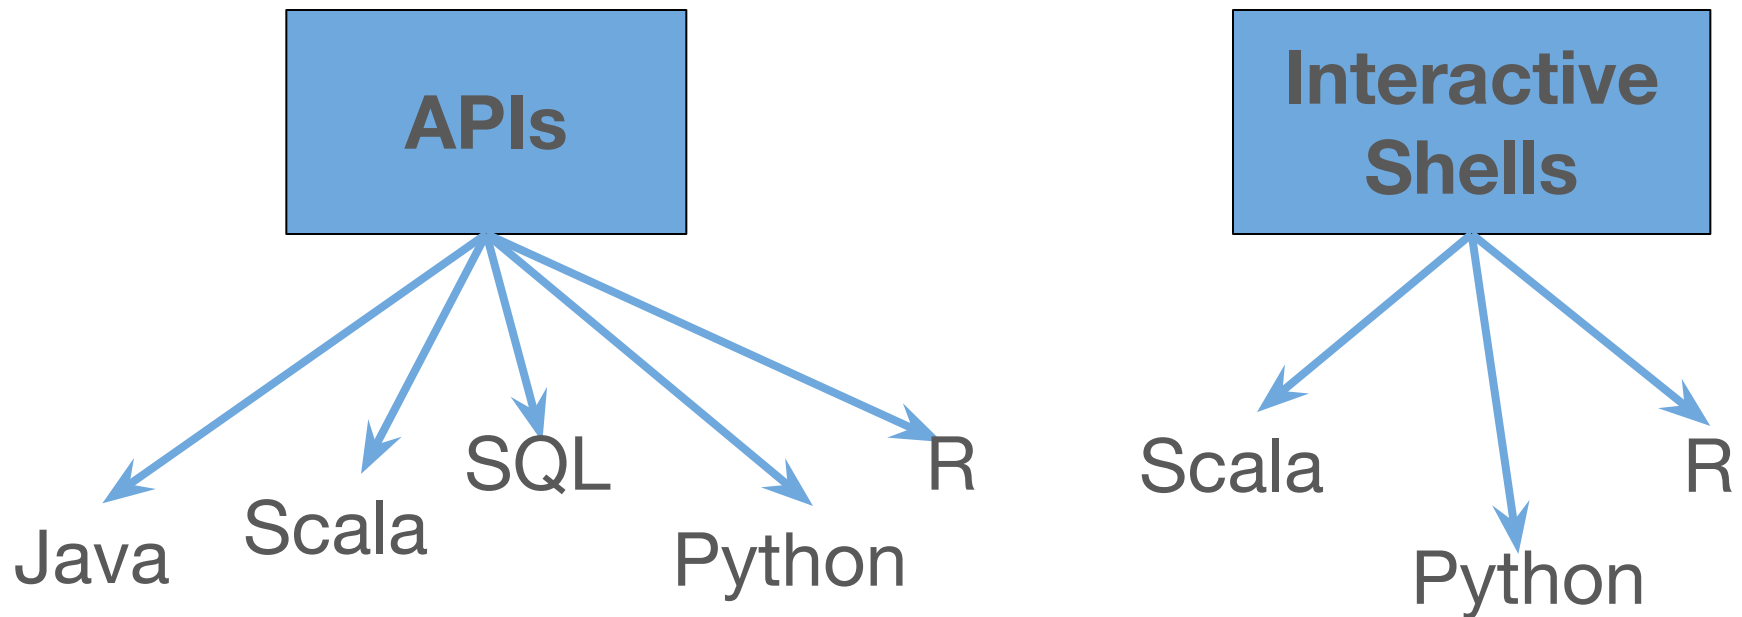 APIs
Java
Scala
SQL
Python
R
Interactive
Shells
Scala
Python
R